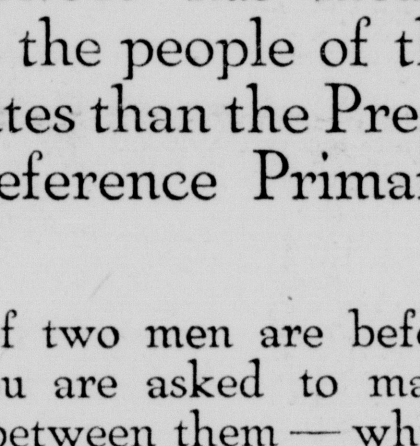 the people of t
tes than the Pre
eference Prima
f two men are bef
u are asked to ma
between them — wh